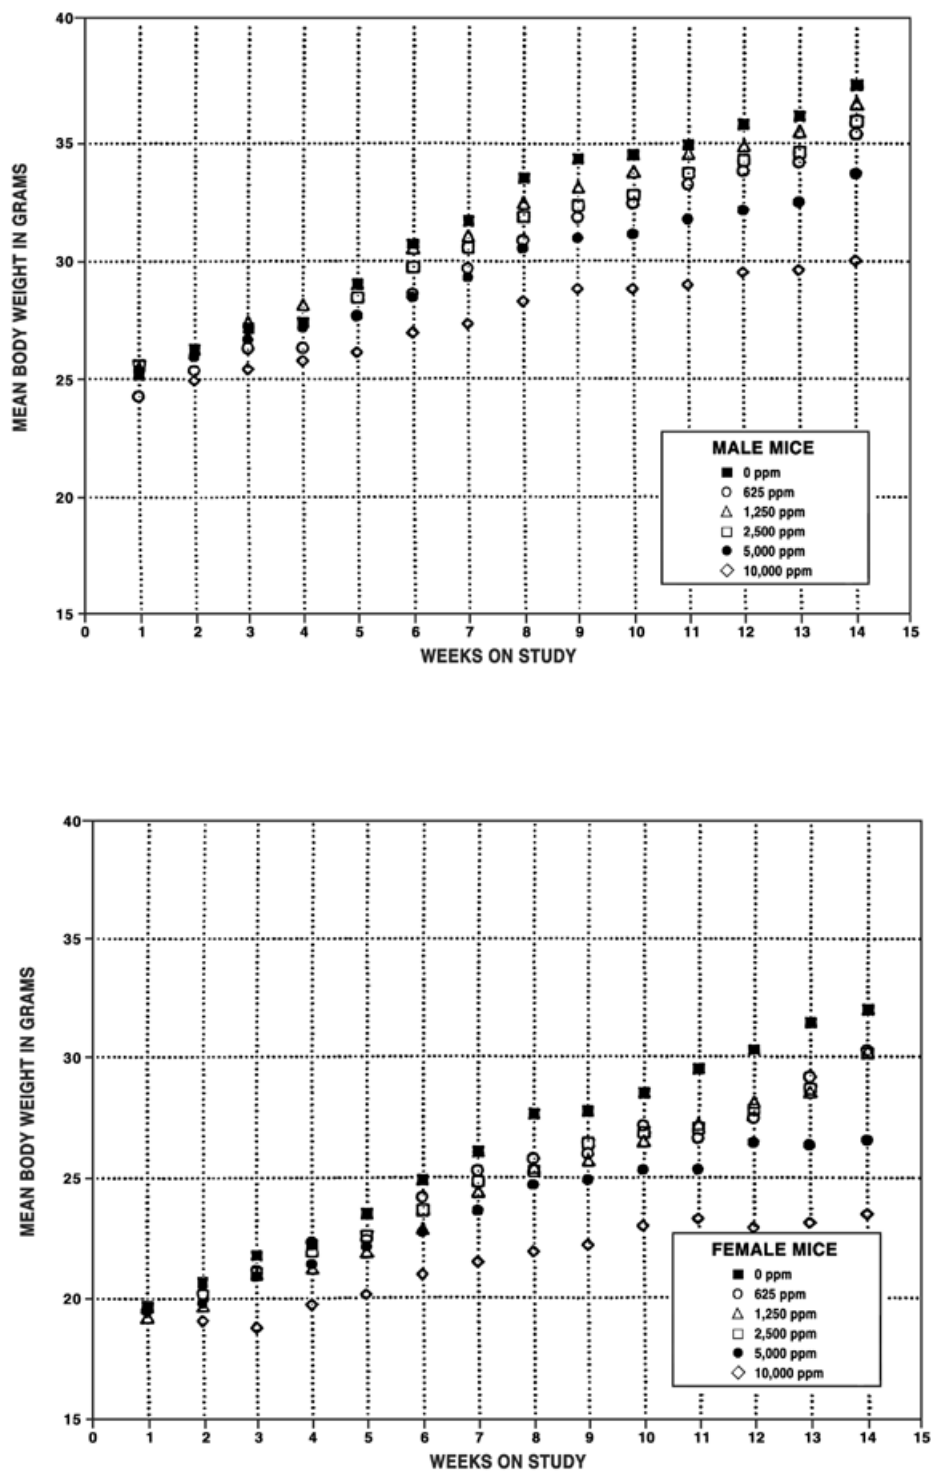 40
35
30
25
20
15
MEAN BODY WEIGHT IN GRAMS
MALE MICE
0 ppm
625 ppm
1,250 ppm
2,500 ppm
5,000 ppm
10,000 ppm
0 1 2 3 4 5 6 7 8 9 10 11 12 13 14 15
WEEKS ON STUDY
40
35
30
25
20
15
MEAN BODY WEIGHT IN GRAMS
FEMALE MICE
0 ppm
625 ppm
1,250 ppm
2,500 ppm
5,000 ppm
10,000 ppm
0 1 2 3 4 5 6 7 8 9 10 11 12 13 14 15
WEEKS ON STUDY